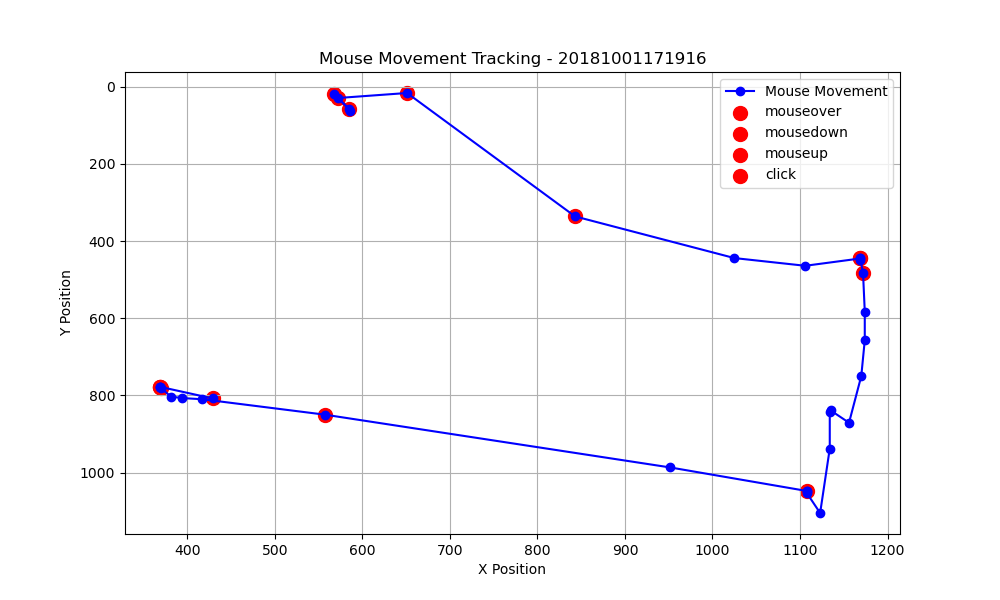 Mouse Movement Tracking - 20181001171916
Mouse Movement
mouseover
mousedown
mouseup
click
0
200
400
600
800
1000
Y Position
400 500 600 700 800 900 1000 1100 1200
X Position